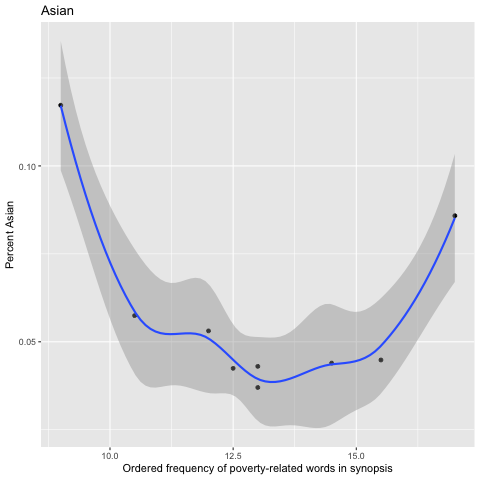 Asian
Percent Asian
0.10
0.05
10.0 12.5 15.0
Ordered frequency of poverty-related words in synopsis